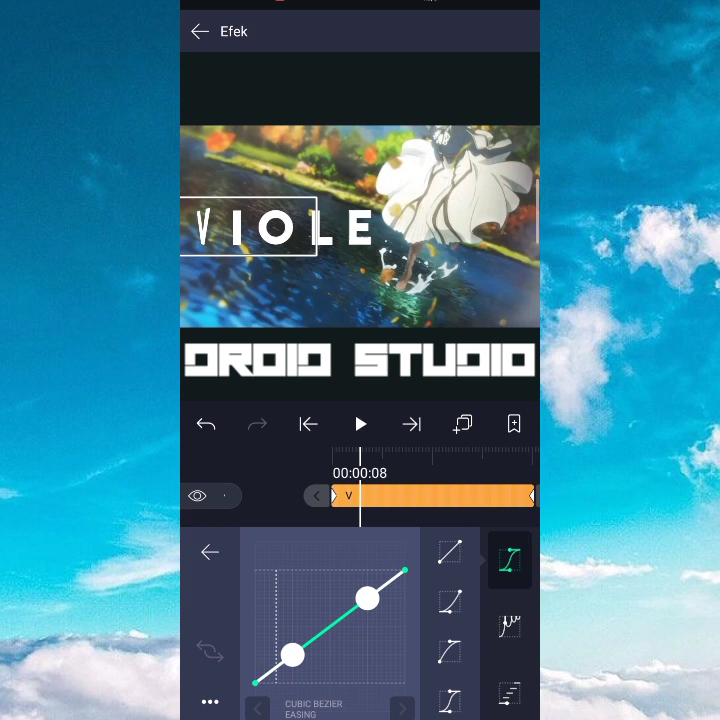 Efek
VIOLE
DROID STUDIO
00:00:08
V
CUBIC BEZIER
EASING